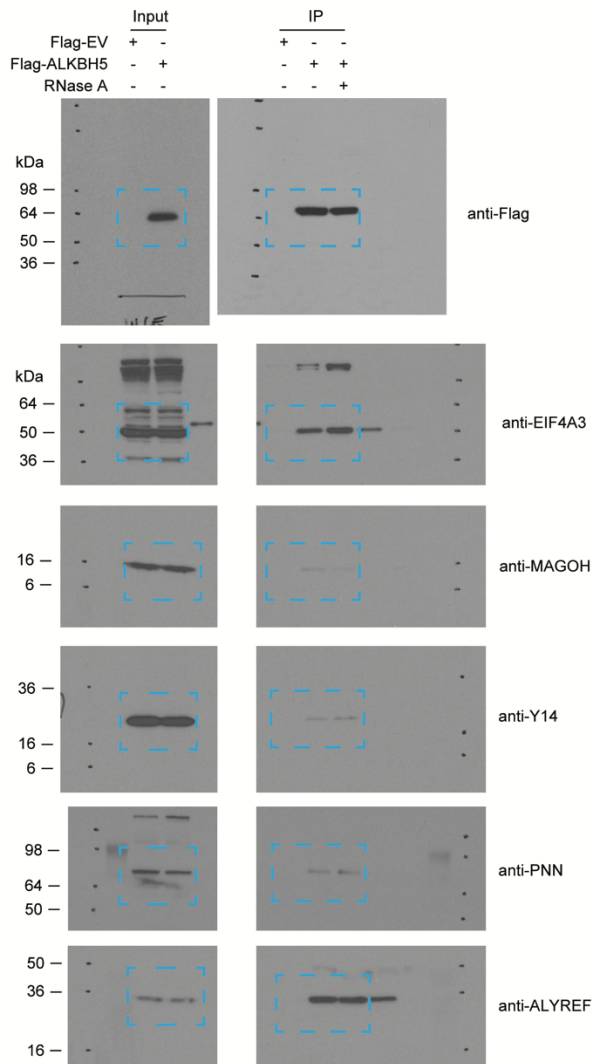 Input IP
Flag-EV + - + - -
Flag-ALKBH5 - + - + +
RNase A - - - - +
kDa
98
64
50
36
anti-Flag
kDa
64
50
36
anti-EIF4A3
16
6
anti-MAGOH
36
16
6
anti-Y14
98
64
50
anti-PNN
50
36
16
anti-ALYREF